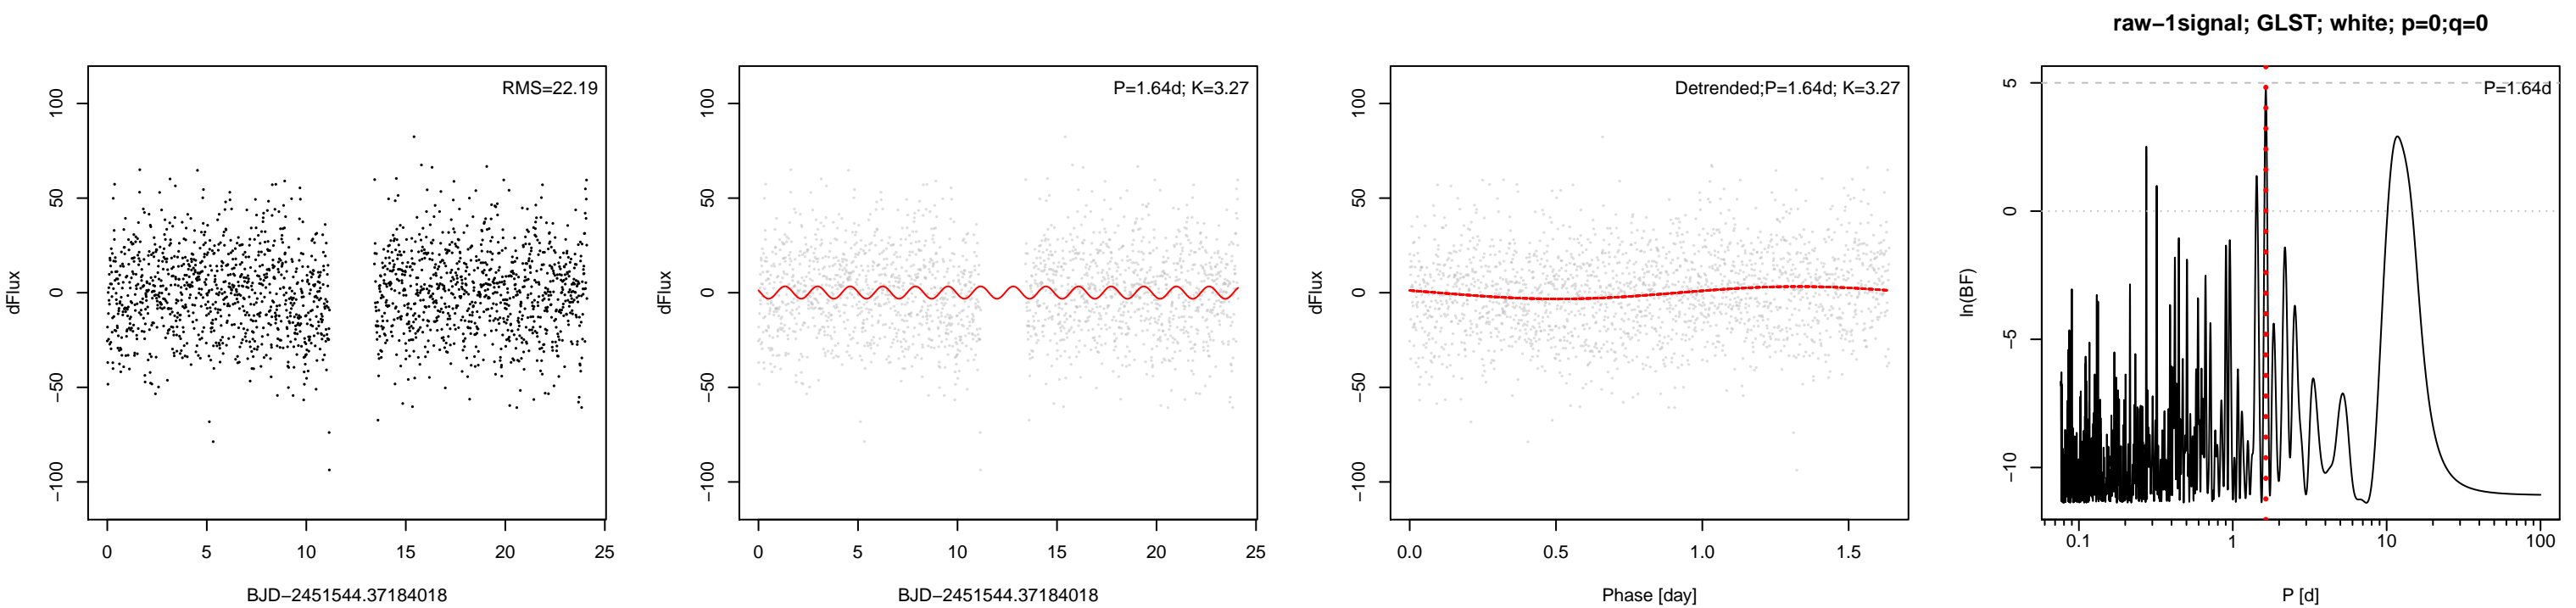 raw−1signal; GLST; white; p=0;q=0
RMS=22.19
dFlux
100
50
0
−50
−100
0 5 10 15 20 25
BJD−2451544.37184018
P=1.64d; K=3.27
dFlux
100
50
0
−50
−100
0 5 10 15 20 25
BJD−2451544.37184018
Detrended;P=1.64d; K=3.27
dFlux
100
50
0
−50
−100
0.0 0.5 1.0 1.5
Phase [day]
P=1.64d
ln(BF)
5
0
−5
−10
0.1 1 10 100
P [d]